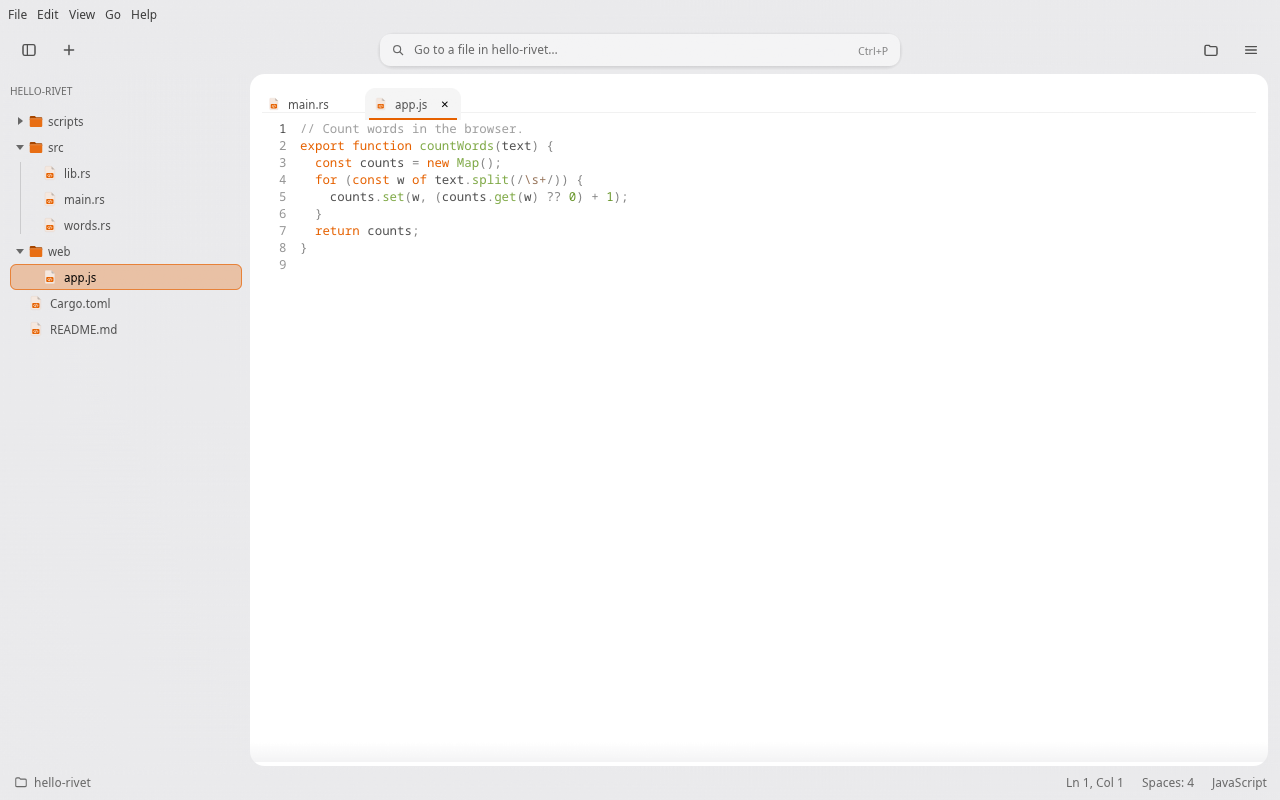 File Edit View Go Help
Go to a file in hello-rivet... Ctrl+P
HELLO-RIVET
scripts
src
lib.rs
main.rs
words.rs
web
app.js
Cargo.toml
README.md
main.rs app.js
1 // Count words in the browser.
2 export function countWords(text) {
3   const counts = new Map();
4   for (const w of text.split(/\s+/)) {
5     counts.set(w, (counts.get(w) ?? 0) + 1);
6   }
7   return counts;
8 }
9
hello-rivet
Ln 1, Col 1 Spaces: 4 JavaScript